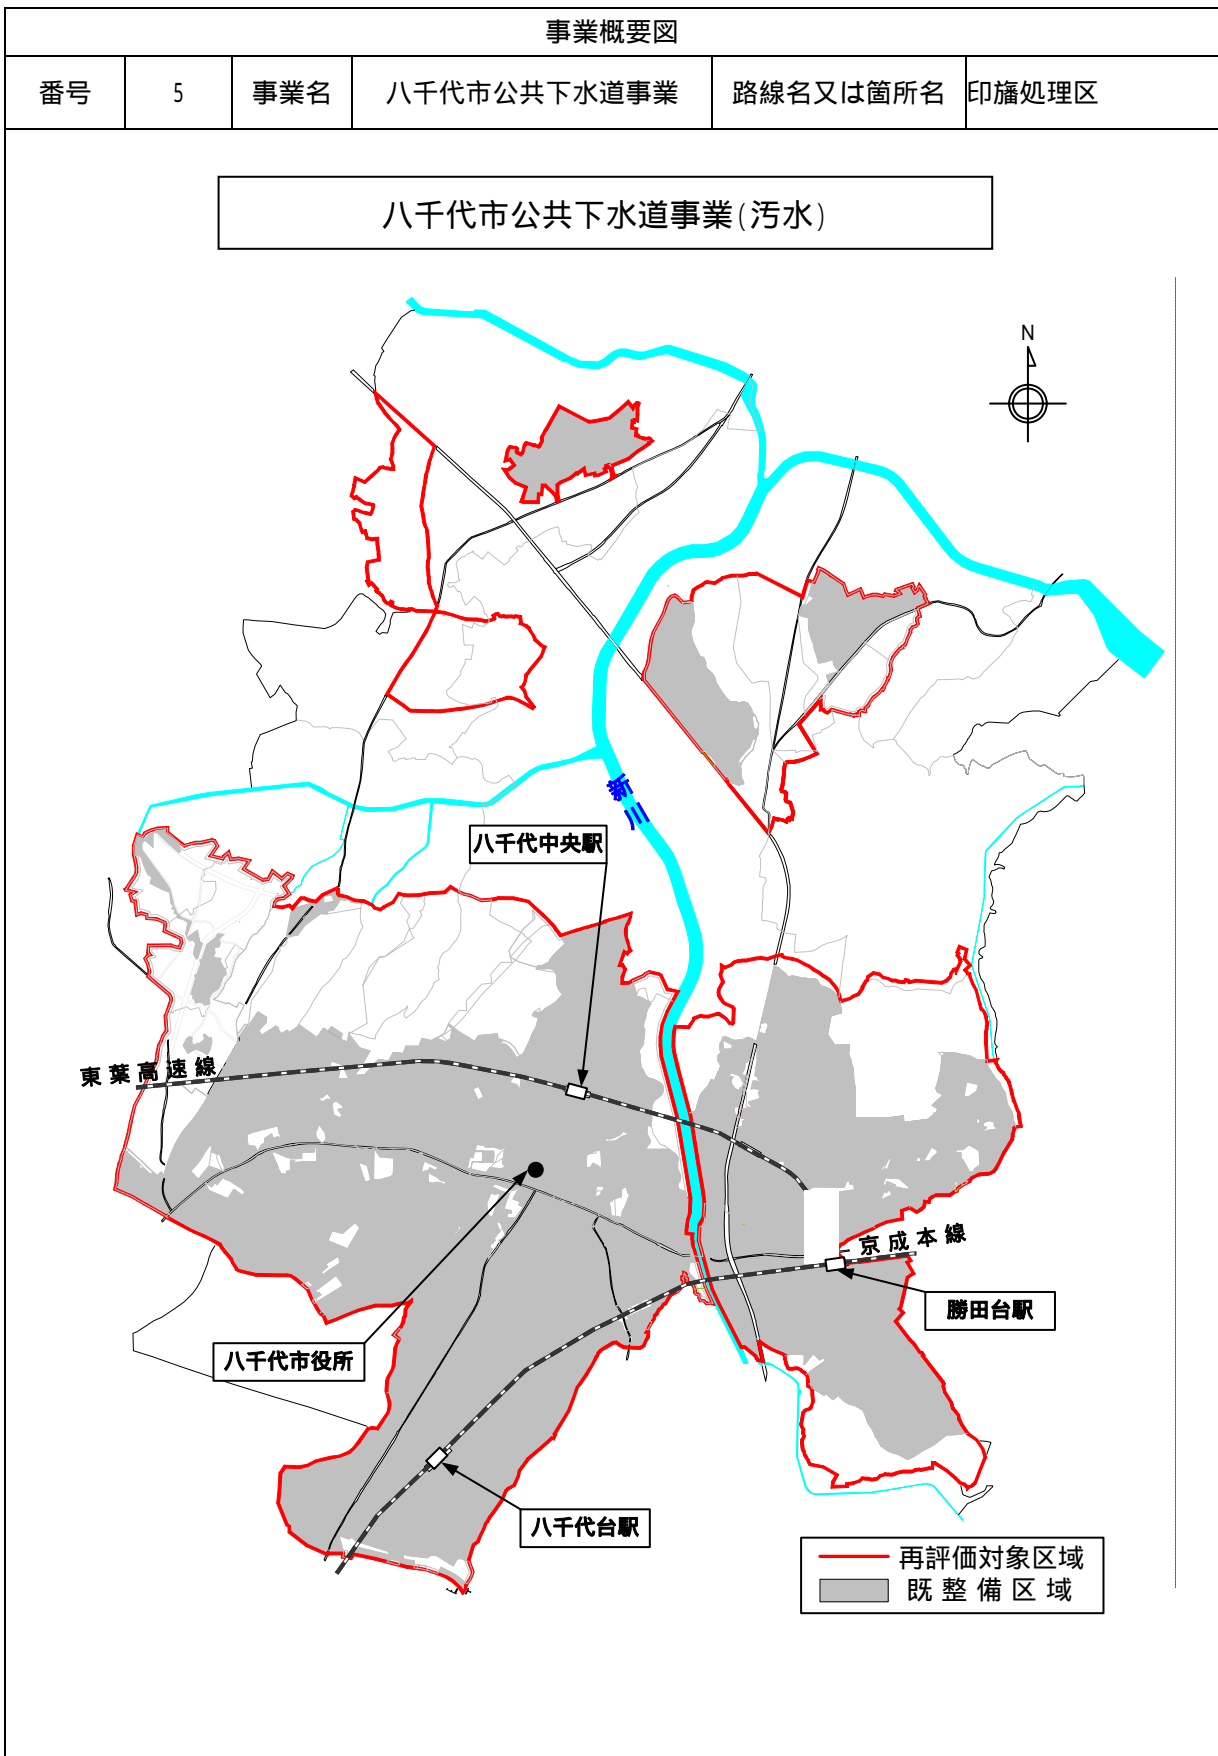 事業概要図
番号 5 事業名 八千代市公共下水道事業 路線名又は箇所名 印旛処理区
八千代市公共下水道事業(汚水)
N
新川
八千代中央駅
東葉高速線
京成本線
勝田台駅
八千代市役所
八千代台駅
再評価対象区域
既整備区域